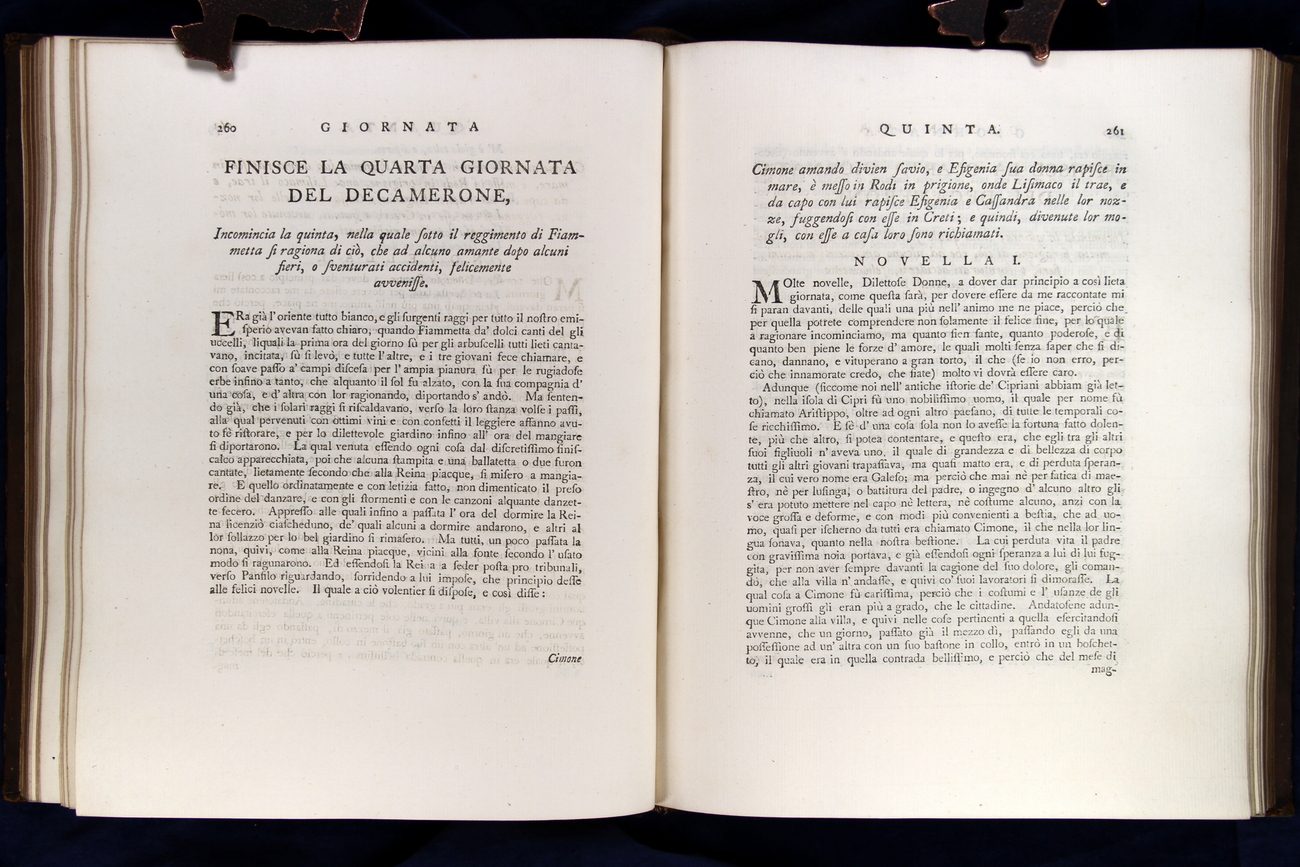 260 GIORNATA
FINISCE LA QUARTA GIORNATA
DEL DECAMERONE,
Incomincia la quinta, nella quale ſotto il reggimento di Fiam-
metta ſi ragiona di ciò, che ad alcuno amante dopo alcuni
fieri, o ſventurati accidenti, felicemente
avveniſſe.
ERa già l'oriente tutto bianco, e gli ſurgenti raggi per tutto il noſtro emi-
ſperio avevan fatto chiaro, quando Fiammetta da' dolci canti del gli
uccelli, liquali la prima ora del giorno ſù per gli arbuſcelli tutti lieti canta-
vano, incitata, ſù ſi levò, e tutte l'altre, e i tre giovani fece chiamare, e
con ſoave paſſo a' campi diſceſa per l'ampia pianura ſù per le rugiadoſe
erbe infino a tanto, che alquanto il ſol fu alzato, con la ſua compagnia d'
una coſa, e d'altra con lor ragionando, diportando s'andò. Ma ſenten-
do già, che i ſolari raggi ſi riſcaldavano, verſo la loro ſtanza volſe i paſſi,
alla qual pervenuti con ottimi vini e con confetti il leggiere affanno avu-
to fè riſtorare, e per lo dilettevole giardino infino all' ora del mangiare
ſi diportarono. La qual venuta eſſendo ogni coſa dal diſcretiſſimo ſiniſ-
calco apparecchiata, poi che alcuna ſtampita e una ballatetta o due furon
cantate, lietamente ſecondo che alla Reina piacque, ſi miſero a mangia-
re. E quello ordinatamente e con letizia fatto, non dimenticato il preſo
ordine del danzare, e con gli ſtormenti e con le canzoni alquante danzet-
te fecero. Appreſſo alle quali infino a paſſata l' ora del dormire la Rei-
na licenziò ciaſcheduno, de' quali alcuni a dormire andarono, e altri al
lor ſollazzo per lo bel giardino ſi rimaſero. Ma tutti, un poco paſſata la
nona, quivi, come alla Reina piacque, vicini alla fonte ſecondo l' uſato
modo ſi ragunarono. Ed eſſendoſi la Rei a a ſeder poſta pro tribunali,
verſo Panfilo riguardando, ſorridendo a lui impoſe, che principio deſſe
alle felici novelle. Il quale a ciò volentier ſi diſpoſe, e così diſſe:
Cimone
QUINTA. 261
Cimone amando divien ſavio, e Efigenia ſua donna rapiſce in
mare, è meſſo in Rodi in prigione, onde Liſimaco il trae, e
da capo con lui rapiſce Efigenia e Caſſandra nelle lor noz-
ze, fuggendoſi con eſſe in Creti; e quindi, divenute lor mo-
gli, con eſſe a caſa loro ſono richiamati.
NOVELLA I.
MOlte novelle, Dilettoſe Donne, a dover dar principio a così lieta
giornata, come queſta ſarà, per dovere eſſere da me raccontate mi
ſi paran davanti, delle quali una più nell' animo me ne piace, perciò che
per quella potrete comprendere non ſolamente il felice fine, per lo quale
a ragionare incominciamo, ma quanto ſien ſante, quanto poderoſe, e di
quanto ben piene le forze d' amore, le quali molti ſenza ſaper che ſi di-
cano, dannano, e vituperano a gran torto, il che (ſe io non erro, per-
ciò che innamorate credo, che ſiate) molto vi dovrà eſſere caro.
Adunque (ſiccome noi nell' antiche iſtorie de' Cipriani abbiam già let-
to), nella iſola di Cipri fù uno nobiliſſimo uomo, il quale per nome fù
chiamato Ariſtippo, oltre ad ogni altro paeſano, di tutte le temporali co-
ſe ricchiſſimo. E ſè d' una coſa ſola non lo aveſſe la fortuna fatto dolen-
te, più che altro, ſi potea contentare, e queſto era, che egli tra gli altri
ſuoi figliuoli n' aveva uno, il quale di grandezza e di bellezza di corpo
tutti gli altri giovani trapaſſava, ma quaſi matto era, e di perduta ſperan-
za, il cui vero nome era Galeſo; ma perciò che mai nè per fatica di mae-
ſtro, nè per luſinga, o battitura del padre, o ingegno d' alcuno altro gli
s' era potuto mettere nel capo nè lettera, nè coſtume alcuno, anzi con la
voce groſſa e deforme, e con modi più convenienti a beſtia, che ad uo-
mo, quaſi per iſcherno da tutti era chiamato Cimone, il che nella lor lin-
gua ſonava, quanto nella noſtra beſtione. La cui perduta vita il padre
con graviſſima noia portava, e già eſſendoſi ogni ſperanza a lui di lui fug-
gita, per non aver ſempre davanti la cagione del ſuo dolore, gli coman-
dò, che alla villa n' andaſſe, e quivi co' ſuoi lavoratori ſi dimoraſſe. La
qual coſa a Cimone fù cariſſima, perciò che i coſtumi e l' uſanze de gli
uomini groſſi gli eran più a grado, che le cittadine. Andatoſene adun-
que Cimone alla villa, e quivi nelle coſe pertinenti a quella eſercitandoſi
avvenne, che un giorno, paſſato già il mezzo dì, paſſando egli da una
poſſeſſione ad un' altra con un ſuo baſtone in collo, entrò in un boſchet-
to, il quale era in quella contrada belliſſimo, e perciò che del meſe di
mag-